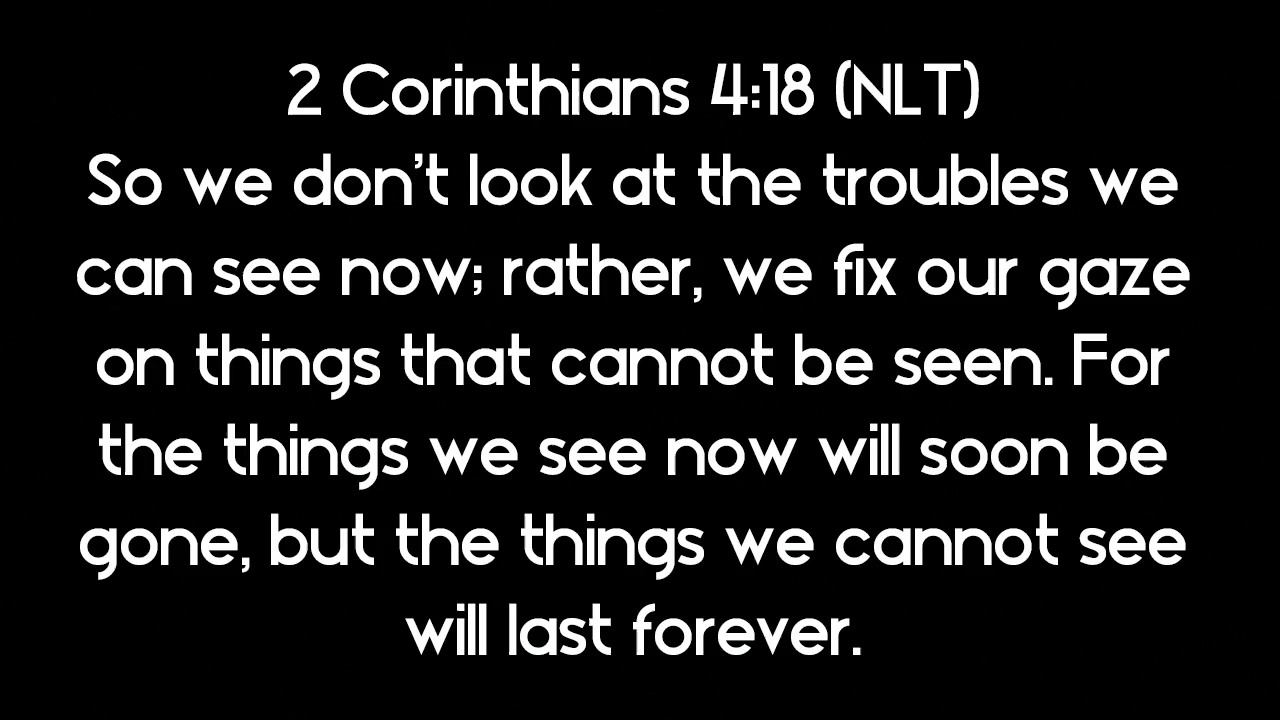 2 Corinthians 4:18 (NLT)
So we don’t look at the troubles we
can see now; rather, we fix our gaze
on things that cannot be seen. For
the things we see now will soon be
gone, but the things we cannot see
will last forever.